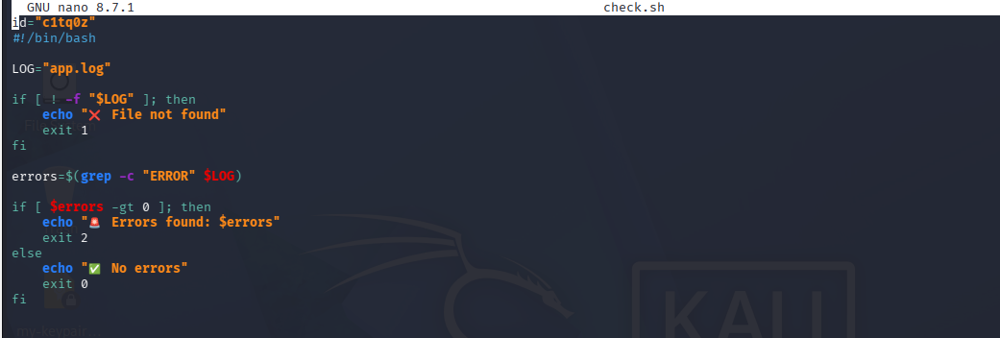 GNU nano 8.7.1 check.sh
id="c1tq0z"
#!/bin/bash
LOG="app.log"
if [ ! -f "$LOG" ]; then
echo "❌ File not found"
exit 1
fi
errors=$(grep -c "ERROR" $LOG)
if [ $errors -gt 0 ]; then
echo "🚨 Errors found: $errors"
exit 2
else
echo "✅ No errors"
exit 0
fi
KALI
my-keypair...